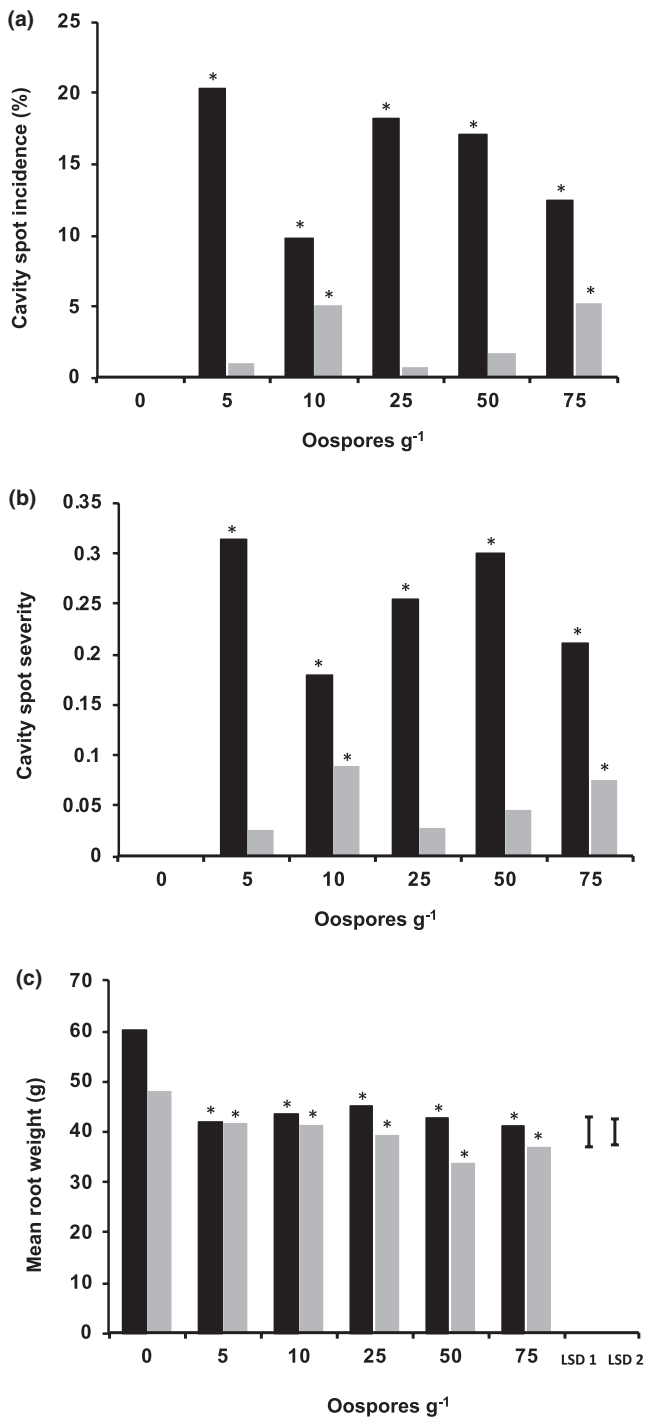 (a)
Cavity spot incidence (%)
25
20
15
10
5
0
* * * * * * *
0 5 10 25 50 75
Oospores g-1
(b)
Cavity spot severity
0.35
0.3
0.25
0.2
0.15
0.1
0.05
0
* * * * * * *
0 5 10 25 50 75
Oospores g-1
(c)
Mean root weight (g)
70
60
50
40
30
20
10
0
* * * * * * * * * *
0 5 10 25 50 75 LSD 1 LSD 2
Oospores g-1